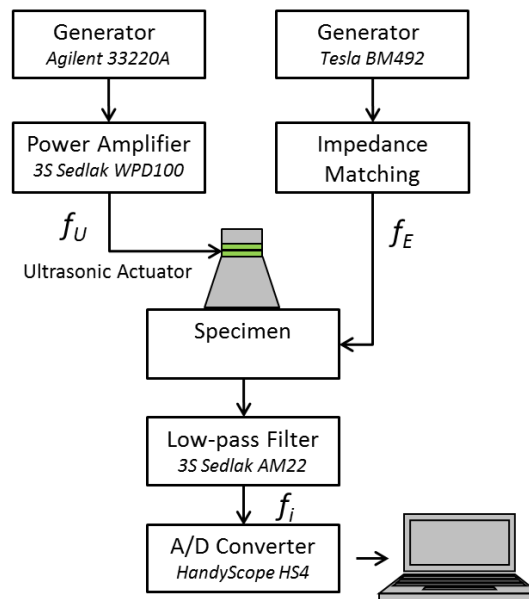 Generator
Agilent 33220A
Generator
Tesla BM492
Power Amplifier
3S Sedlak WPD100
Impedance
Matching
f_U
f_E
Ultrasonic Actuator
Specimen
Low-pass Filter
3S Sedlak AM22
f_i
A/D Converter
HandyScope HS4